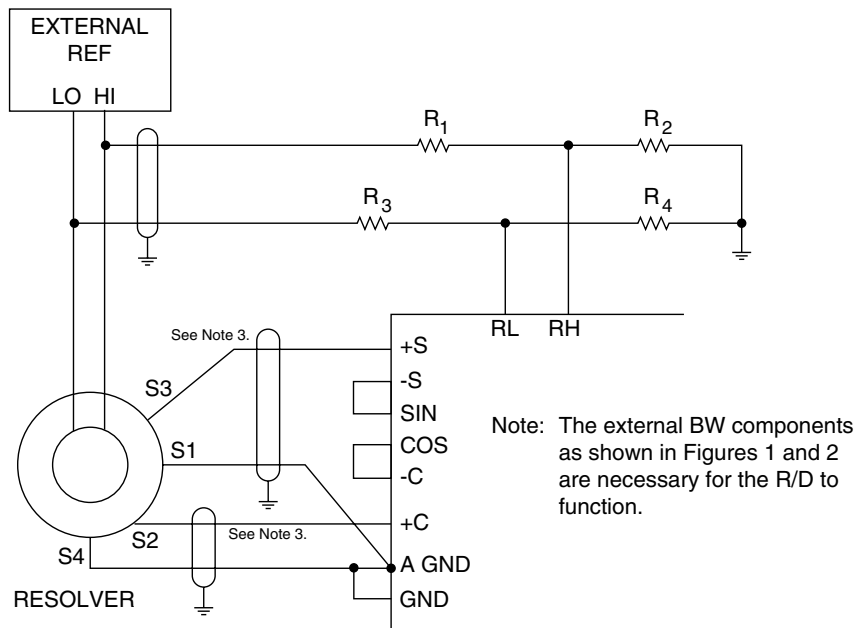 EXTERNAL
REF
LO HI
R1
R2
R3
R4
RL RH
See Note 3.
+S
-S
SIN
COS
-C
+C
A GND
GND
S3
S1
S2
See Note 3.
S4
RESOLVER
Note: The external BW components
as shown in Figures 1 and 2
are necessary for the R/D to
function.